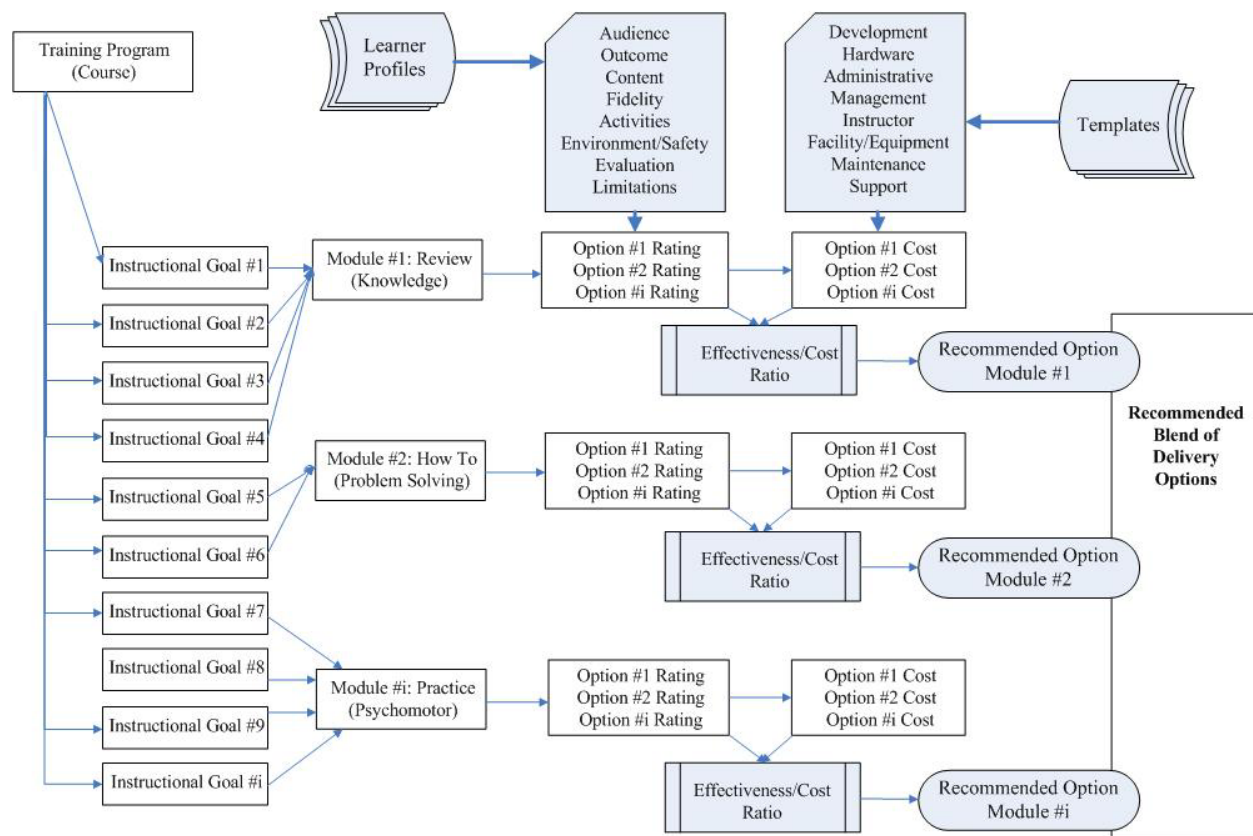 Training Program
(Course)
Learner
Profiles
Audience
Outcome
Content
Fidelity
Activities
Environment/Safety
Evaluation
Limitations
Development
Hardware
Administrative
Management
Instructor
Facility/Equipment
Maintenance
Support
Templates
Instructional Goal #1
Instructional Goal #2
Instructional Goal #3
Instructional Goal #4
Instructional Goal #5
Instructional Goal #6
Instructional Goal #7
Instructional Goal #8
Instructional Goal #9
Instructional Goal #i
Module #1: Review
(Knowledge)
Option #1 Rating
Option #2 Rating
Option #i Rating
Option #1 Cost
Option #2 Cost
Option #i Cost
Effectiveness/Cost
Ratio
Recommended Option
Module #1
Module #2: How To
(Problem Solving)
Option #1 Rating
Option #2 Rating
Option #i Rating
Option #1 Cost
Option #2 Cost
Option #i Cost
Effectiveness/Cost
Ratio
Recommended Option
Module #2
Module #i: Practice
(Psychomotor)
Option #1 Rating
Option #2 Rating
Option #i Rating
Option #1 Cost
Option #2 Cost
Option #i Cost
Effectiveness/Cost
Ratio
Recommended Option
Module #i
Recommended
Blend of
Delivery
Options